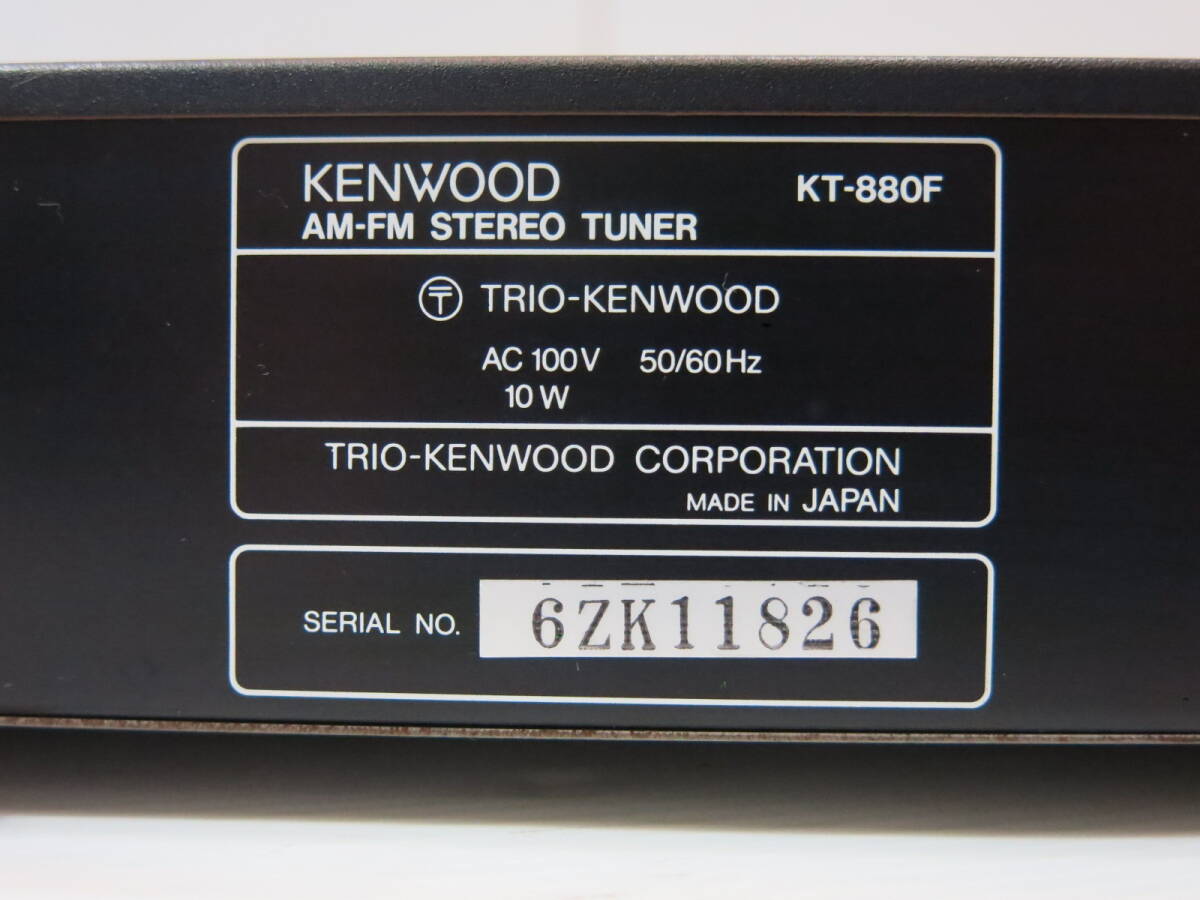 KENWOOD KT-880F
AM-FM STEREO TUNER
〶 TRIO-KENWOOD
AC 100V 50/60Hz
10 W
TRIO-KENWOOD CORPORATION
MADE IN JAPAN
SERIAL NO. 6ZK11826